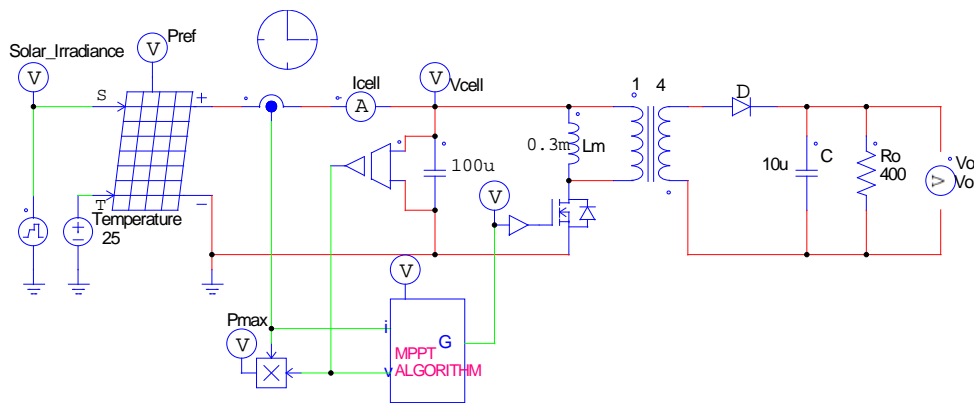 Solar_Irradiance
V
Pref
V
S
T
+
−
Temperature
25
Icell
A
Vcell
V
100u
0.3m
Lm
1 4
D
10u
C
Ro
400
Vo
Vo
V
V
V
Pmax
V
i
v
G
MPPT
ALGORITHM